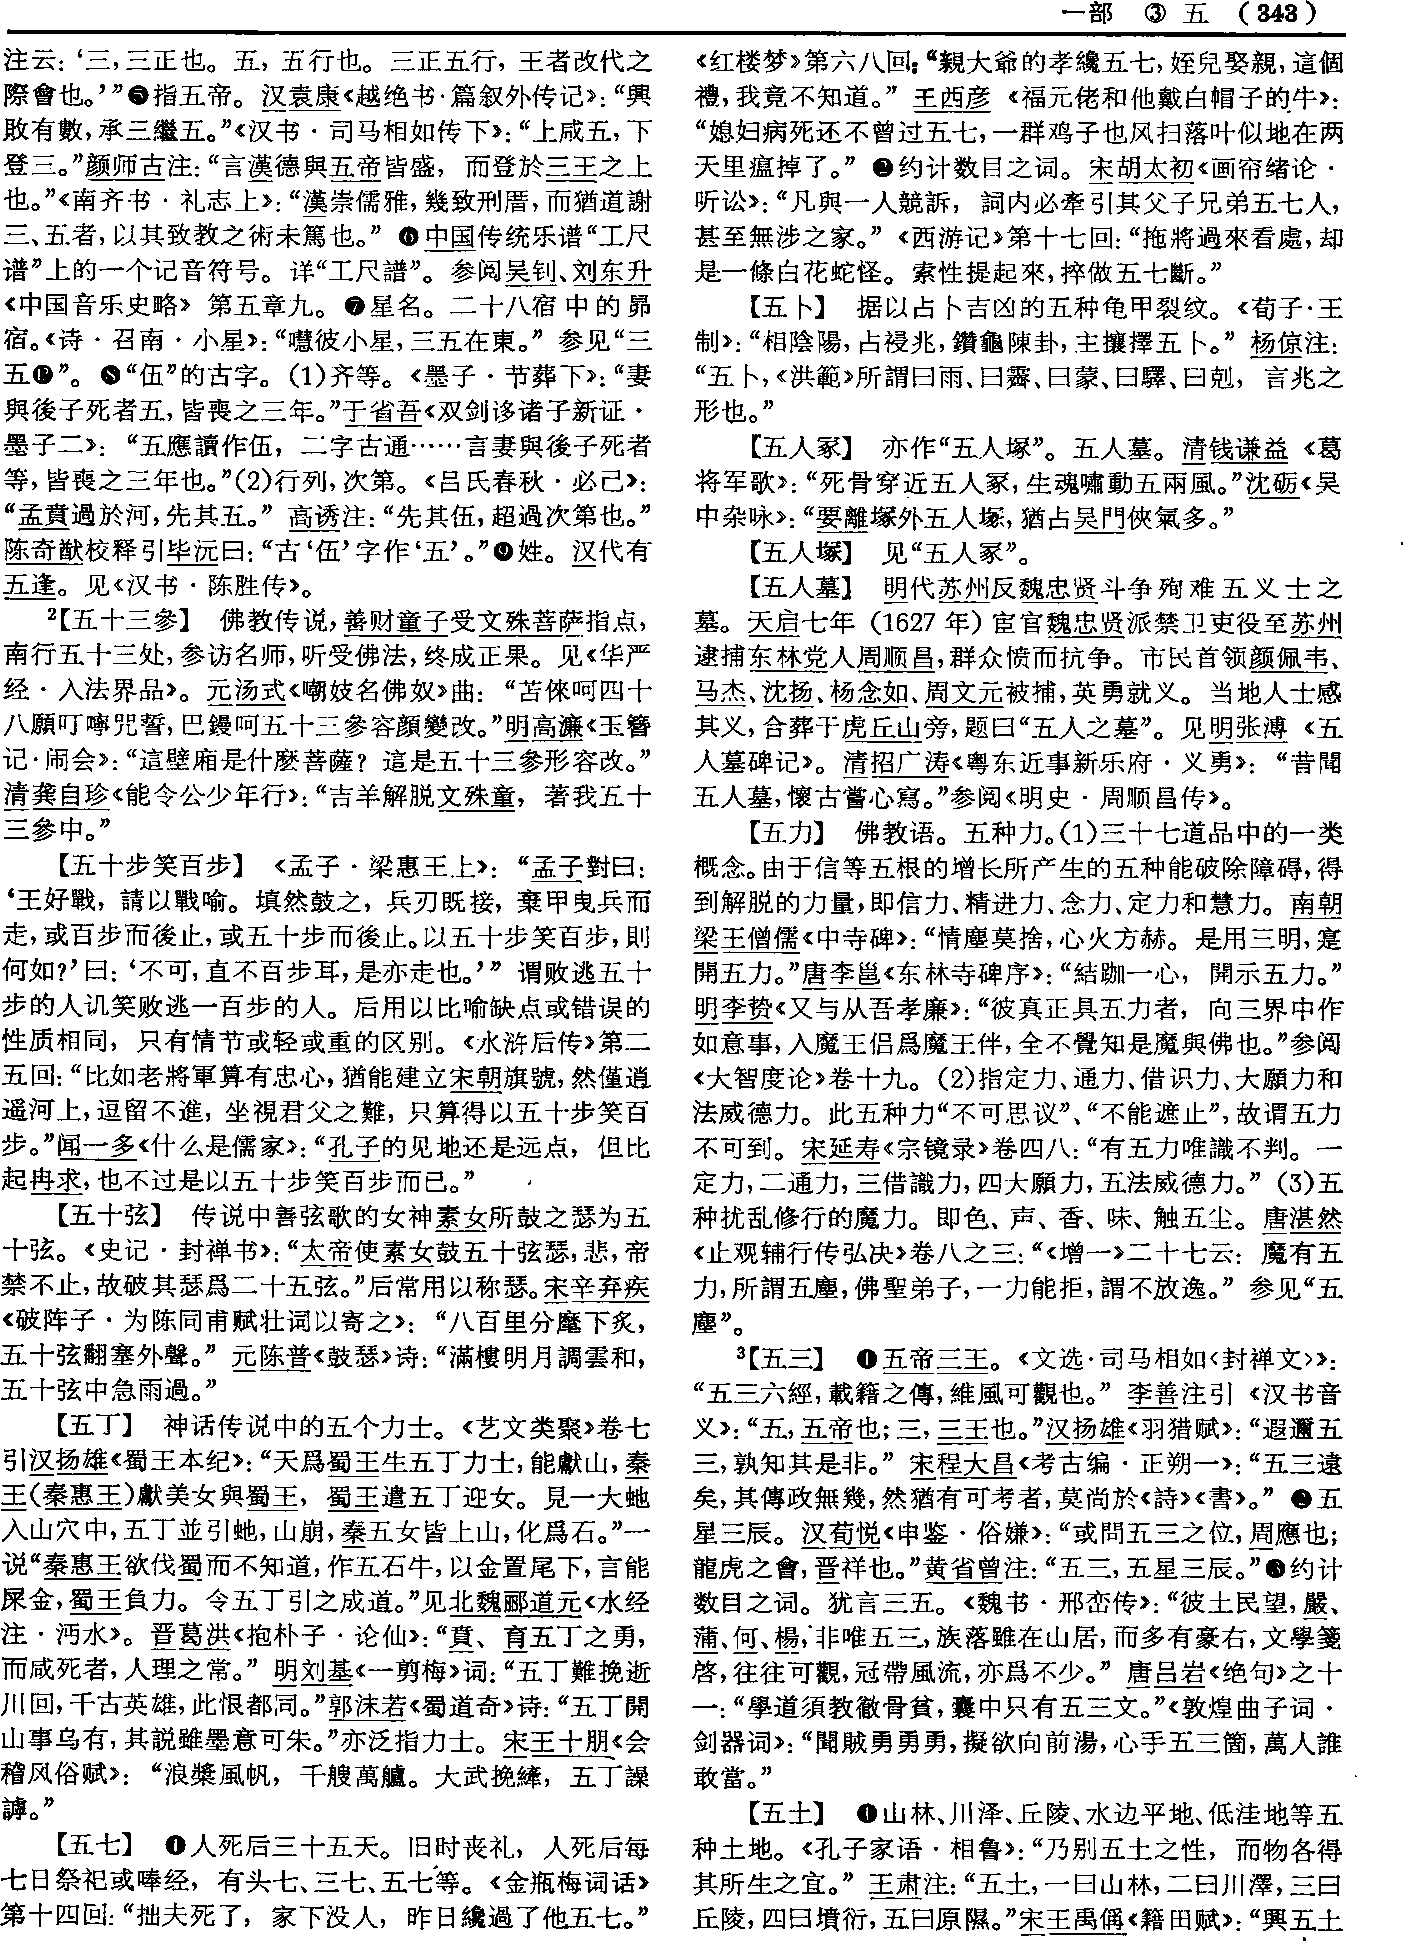 一部 ③ 五 (343)
注云：‘三，三正也。五，五行也。三正五行，王者改代之
際會也。’”❺指五帝。汉袁康《越绝书·篇叙外传记》：“興
敗有數，承三繼五。”《汉书·司马相如传下》：“上咸五，下
登三。”颜师古注：“言漢德與五帝皆盛，而登於三王之上
也。”《南齐书·礼志上》：“漢崇儒雅，幾致刑厝，而猶道謝
三、五者，以其致教之術未篤也。”❻中国传统乐谱“工尺
谱”上的一个记音符号。详“工尺譜”。参阅吴钊、刘东升
《中国音乐史略》第五章九。❼星名。二十八宿中的昴
宿。《诗·召南·小星》：“嘒彼小星，三五在東。”参见“三
五⓬”。❽“伍”的古字。(1)齐等。《墨子·节葬下》：“妻
與後子死者五，皆喪之三年。”于省吾《双剑誃诸子新证·
墨子二》：“五應讀作伍，二字古通……言妻與後子死者
等，皆喪之三年也。”(2)行列，次第。《吕氏春秋·必己》：
“孟賁過於河，先其五。”高诱注：“先其伍，超過次第也。”
陈奇猷校释引毕沅曰：“古‘伍’字作‘五’。”❾姓。汉代有
五逢。见《汉书·陈胜传》。
²【五十三參】 佛教传说，善财童子受文殊菩萨指点，
南行五十三处，参访名师，听受佛法，终成正果。见《华严
经·入法界品》。元汤式《嘲妓名佛奴》曲：“苦倈呵四十
八願叮嚀咒誓，巴鏝呵五十三參容顔變改。”明高濂《玉簪
记·闹会》：“這壁廂是什麽菩薩？這是五十三參形容改。”
清龚自珍《能令公少年行》：“吉羊解脱文殊童，著我五十
三參中。”
【五十步笑百步】 《孟子·梁惠王上》：“孟子對曰：
‘王好戰，請以戰喻。填然鼓之，兵刃既接，棄甲曳兵而
走，或百步而後止，或五十步而後止。以五十步笑百步，則
何如？’曰：‘不可，直不百步耳，是亦走也。’”谓败逃五十
步的人讥笑败逃一百步的人。后用以比喻缺点或错误的
性质相同，只有情节或轻或重的区别。《水浒后传》第二
五回：“比如老將軍算有忠心，猶能建立宋朝旗號，然僅逍
遥河上，逗留不進，坐視君父之難，只算得以五十步笑百
步。”闻一多《什么是儒家》：“孔子的见地还是远点，但比
起冉求，也不过是以五十步笑百步而已。”
【五十弦】 传说中善弦歌的女神素女所鼓之瑟为五
十弦。《史记·封禅书》：“太帝使素女鼓五十弦瑟，悲，帝
禁不止，故破其瑟爲二十五弦。”后常用以称瑟。宋辛弃疾
《破阵子·为陈同甫赋壮词以寄之》：“八百里分麾下炙，
五十弦翻塞外聲。”元陈普《鼓瑟》诗：“滿樓明月調雲和，
五十弦中急雨過。”
【五丁】 神话传说中的五个力士。《艺文类聚》卷七
引汉扬雄《蜀王本纪》：“天爲蜀王生五丁力士，能獻山，秦
王(秦惠王)獻美女與蜀王，蜀王遣五丁迎女。見一大虵
入山穴中，五丁並引虵，山崩，秦五女皆上山，化爲石。”一
说“秦惠王欲伐蜀而不知道，作五石牛，以金置尾下，言能
屎金，蜀王負力。令五丁引之成道。”见北魏郦道元《水经
注·沔水》。晋葛洪《抱朴子·论仙》：“賁、育五丁之勇，
而咸死者，人理之常。”明刘基《一剪梅》词：“五丁難挽逝
川回，千古英雄，此恨都同。”郭沫若《蜀道奇》诗：“五丁開
山事乌有，其説雖墨意可朱。”亦泛指力士。宋王十朋《会
稽风俗赋》：“浪槳風帆，千艘萬艫。大武挽縴，五丁譟
謼。”
【五七】 ❶人死后三十五天。旧时丧礼，人死后每
七日祭祀或唪经，有头七、三七、五七等。《金瓶梅词话》
第十四回：“拙夫死了，家下没人，昨日纔過了他五七。”
《红楼梦》第六八回：“親大爺的孝纔五七，姪兒娶親，這個
禮，我竟不知道。”王西彦《福元佬和他戴白帽子的牛》：
“媳妇病死还不曾过五七，一群鸡子也风扫落叶似地在两
天里瘟掉了。”❷约计数目之词。宋胡太初《画帘绪论·
听讼》：“凡與一人競訴，詞内必牽引其父子兄弟五七人，
甚至無涉之家。”《西游记》第十七回：“拖將過來看處，却
是一條白花蛇怪。索性提起來，捽做五七斷。”
【五卜】 据以占卜吉凶的五种龟甲裂纹。《荀子·王
制》：“相陰陽，占祲兆，鑽龜陳卦，主攘擇五卜。”杨倞注：
“五卜，《洪範》所謂曰雨、曰霽、曰蒙、曰驛、曰剋，言兆之
形也。”
【五人冢】 亦作“五人塚”。五人墓。清钱谦益《葛
将军歌》：“死骨穿近五人冢，生魂嘯動五兩風。”沈砺《吴
中杂咏》：“要離塚外五人塚，猶占吴門俠氣多。”
【五人塚】 见“五人冢”。
【五人墓】 明代苏州反魏忠贤斗争殉难五义士之
墓。天启七年(1627年)宦官魏忠贤派禁卫吏役至苏州
逮捕东林党人周顺昌，群众愤而抗争。市民首领颜佩韦、
马杰、沈扬、杨念如、周文元被捕，英勇就义。当地人士感
其义，合葬于虎丘山旁，题曰“五人之墓”。见明张溥《五
人墓碑记》。清招广涛《粤东近事新乐府·义勇》：“昔聞
五人墓，懷古嘗心寫。”参阅《明史·周顺昌传》。
【五力】 佛教语。五种力。(1)三十七道品中的一类
概念。由于信等五根的增长所产生的五种能破除障碍，得
到解脱的力量，即信力、精进力、念力、定力和慧力。南朝
梁王僧儒《中寺碑》：“情塵莫捨，心火方赫。是用三明，寔
開五力。”唐李邕《东林寺碑序》：“結跏一心，開示五力。”
明李贽《又与从吾孝廉》：“彼真正具五力者，向三界中作
如意事，入魔王侣爲魔王伴，全不覺知是魔與佛也。”参阅
《大智度论》卷十九。(2)指定力、通力、借识力、大願力和
法威德力。此五种力“不可思议”、“不能遮止”，故谓五力
不可到。宋延寿《宗镜录》卷四八：“有五力唯識不判。一
定力，二通力，三借識力，四大願力，五法威德力。”(3)五
种扰乱修行的魔力。即色、声、香、味、触五尘。唐湛然
《止观辅行传弘决》卷八之三：“《增一》二十七云：魔有五
力，所謂五塵，佛聖弟子，一力能拒，謂不放逸。”参见“五
塵”。
³【五三】 ❶五帝三王。《文选·司马相如〈封禅文〉》：
“五三六經，載籍之傳，維風可觀也。”李善注引《汉书音
义》：“五，五帝也；三，三王也。”汉扬雄《羽猎赋》：“遐邇五
三，孰知其是非。”宋程大昌《考古编·正朔一》：“五三遠
矣，其傳政無幾，然猶有可考者，莫尚於《詩》《書》。”❷五
星三辰。汉荀悦《申鉴·俗嫌》：“或問五三之位，周應也；
龍虎之會，晋祥也。”黄省曾注：“五三，五星三辰。”❸约计
数目之词。犹言三五。《魏书·邢峦传》：“彼土民望，嚴、
蒲、何、楊，非唯五三，族落雖在山居，而多有豪右，文學箋
啓，往往可觀，冠帶風流，亦爲不少。”唐吕岩《绝句》之十
一：“學道須教徹骨貧，囊中只有五三文。”《敦煌曲子词·
剑器词》：“聞賊勇勇勇，擬欲向前湯，心手五三箇，萬人誰
敢當。”
【五土】 ❶山林、川泽、丘陵、水边平地、低洼地等五
种土地。《孔子家语·相鲁》：“乃别五土之性，而物各得
其所生之宜。”王肃注：“五土，一曰山林，二曰川澤，三曰
丘陵，四曰墳衍，五曰原隰。”宋王禹偁《籍田赋》：“興五土